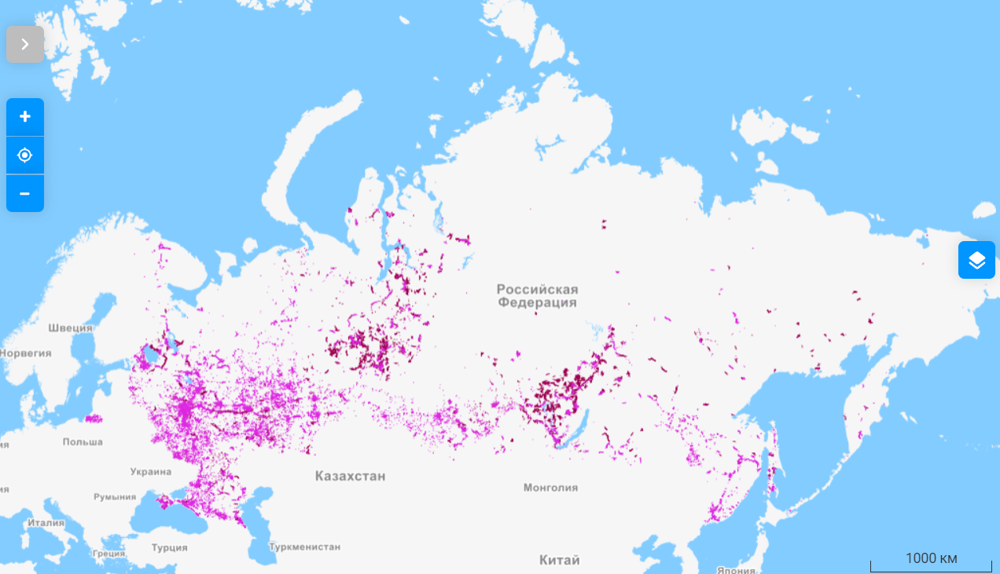 Российская
Федерация
Швеция
Норвегия
Польша
Украина
Казахстан
Монголия
Румыния
Италия
Турция
Греция
Туркменистан
Китай
Япония
1000 км